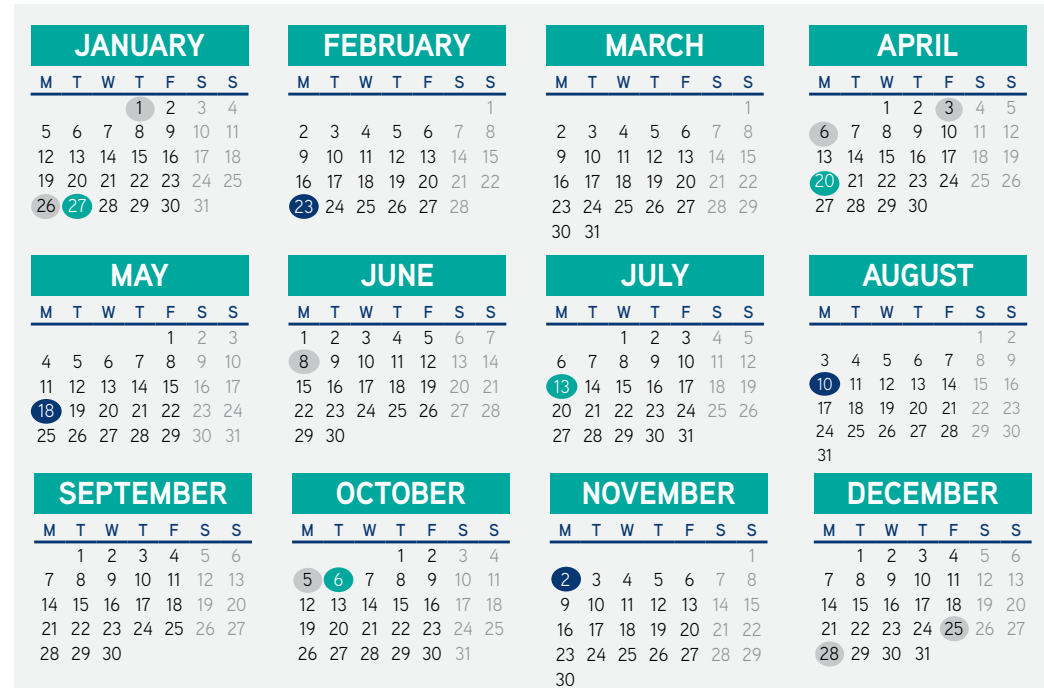 JANUARY
M T W T F S S
1 2 3 4
5 6 7 8 9 10 11
12 13 14 15 16 17 18
19 20 21 22 23 24 25
26 27 28 29 30 31
FEBRUARY
M T W T F S S
1
2 3 4 5 6 7 8
9 10 11 12 13 14 15
16 17 18 19 20 21 22
23 24 25 26 27 28
MARCH
M T W T F S S
1
2 3 4 5 6 7 8
9 10 11 12 13 14 15
16 17 18 19 20 21 22
23 24 25 26 27 28 29
30 31
APRIL
M T W T F S S
1 2 3 4 5
6 7 8 9 10 11 12
13 14 15 16 17 18 19
20 21 22 23 24 25 26
27 28 29 30
MAY
M T W T F S S
1 2 3
4 5 6 7 8 9 10
11 12 13 14 15 16 17
18 19 20 21 22 23 24
25 26 27 28 29 30 31
JUNE
M T W T F S S
1 2 3 4 5 6 7
8 9 10 11 12 13 14
15 16 17 18 19 20 21
22 23 24 25 26 27 28
29 30
JULY
M T W T F S S
1 2 3 4 5
6 7 8 9 10 11 12
13 14 15 16 17 18 19
20 21 22 23 24 25 26
27 28 29 30 31
AUGUST
M T W T F S S
1 2
3 4 5 6 7 8 9
10 11 12 13 14 15 16
17 18 19 20 21 22 23
24 25 26 27 28 29 30
31
SEPTEMBER
M T W T F S S
1 2 3 4 5 6
7 8 9 10 11 12 13
14 15 16 17 18 19 20
21 22 23 24 25 26 27
28 29 30
OCTOBER
M T W T F S S
1 2 3 4
5 6 7 8 9 10 11
12 13 14 15 16 17 18
19 20 21 22 23 24 25
26 27 28 29 30 31
NOVEMBER
M T W T F S S
1
2 3 4 5 6 7 8
9 10 11 12 13 14 15
16 17 18 19 20 21 22
23 24 25 26 27 28 29
30
DECEMBER
M T W T F S S
1 2 3 4 5 6
7 8 9 10 11 12 13
14 15 16 17 18 19 20
21 22 23 24 25 26 27
28 29 30 31